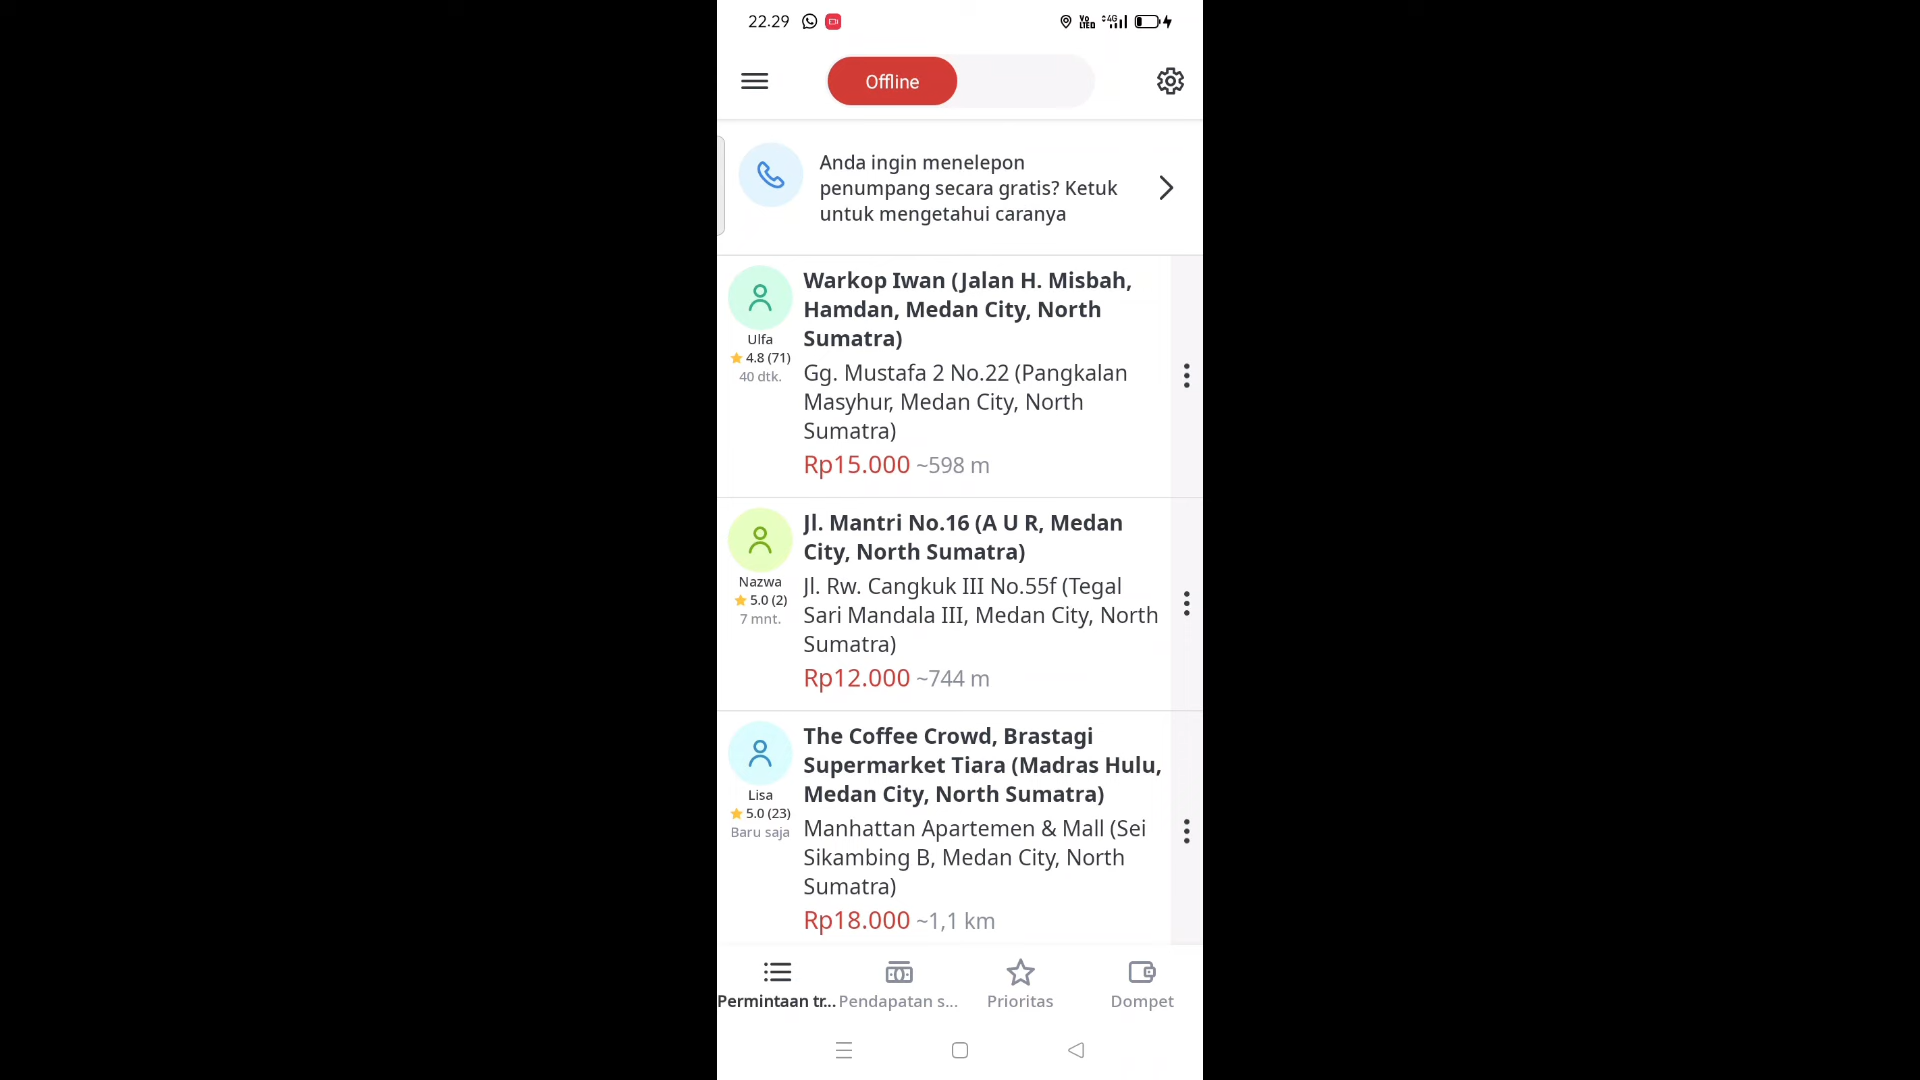 22.29
VoLTE 4G
Offline
Anda ingin menelepon
penumpang secara gratis? Ketuk
untuk mengetahui caranya
Warkop Iwan (Jalan H. Misbah,
Hamdan, Medan City, North
Sumatra)
Ulfa
4.8 (71)
40 dtk.
Gg. Mustafa 2 No.22 (Pangkalan
Masyhur, Medan City, North
Sumatra)
Rp15.000 ~598 m
Jl. Mantri No.16 (A U R, Medan
City, North Sumatra)
Nazwa
5.0 (2)
7 mnt.
Jl. Rw. Cangkuk III No.55f (Tegal
Sari Mandala III, Medan City, North
Sumatra)
Rp12.000 ~744 m
The Coffee Crowd, Brastagi
Supermarket Tiara (Madras Hulu,
Medan City, North Sumatra)
Lisa
5.0 (23)
Baru saja
Manhattan Apartemen & Mall (Sei
Sikambing B, Medan City, North
Sumatra)
Rp18.000 ~1,1 km
Permintaan tr... Pendapatan s... Prioritas Dompet